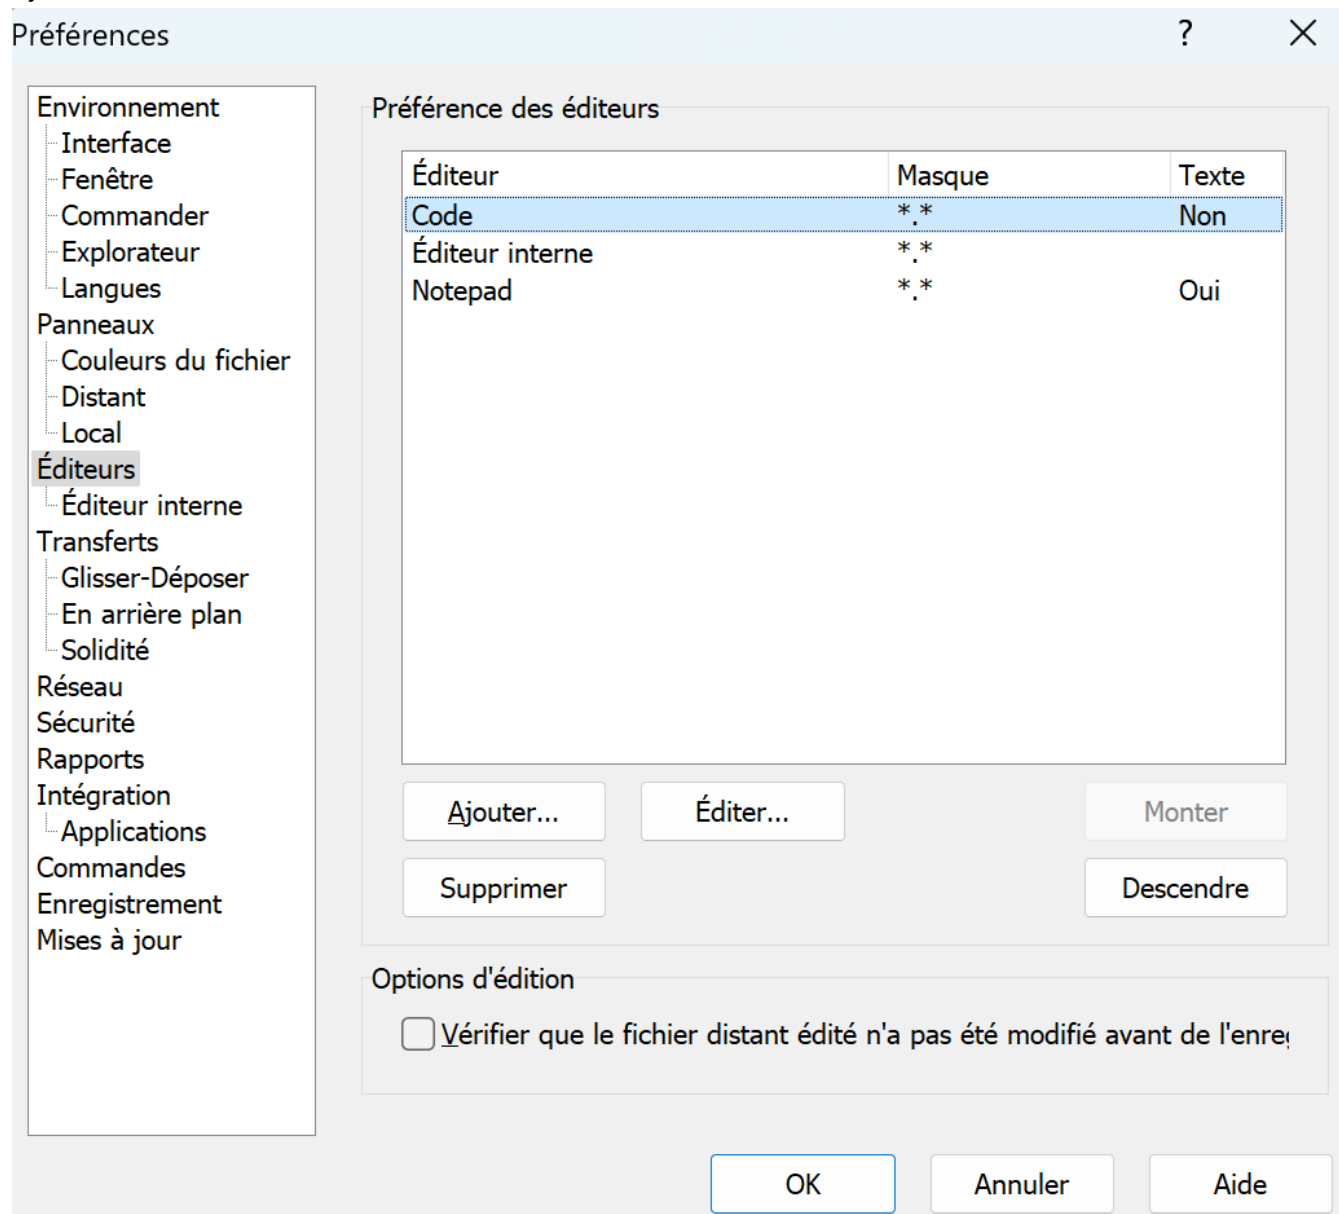 Préférences
?
Environnement
Interface
Fenêtre
Commander
Explorateur
Langues
Panneaux
Couleurs du fichier
Distant
Local
Éditeurs
Éditeur interne
Transferts
Glisser-Déposer
En arrière plan
Solidité
Réseau
Sécurité
Rapports
Intégration
Applications
Commandes
Enregistrement
Mises à jour
Préférence des éditeurs
Éditeur Masque Texte
Code *.* Non
Éditeur interne *.*
Notepad *.* Oui
Ajouter... Éditer... Monter
Supprimer Descendre
Options d'édition
Vérifier que le fichier distant édité n'a pas été modifié avant de l'enre
OK Annuler Aide